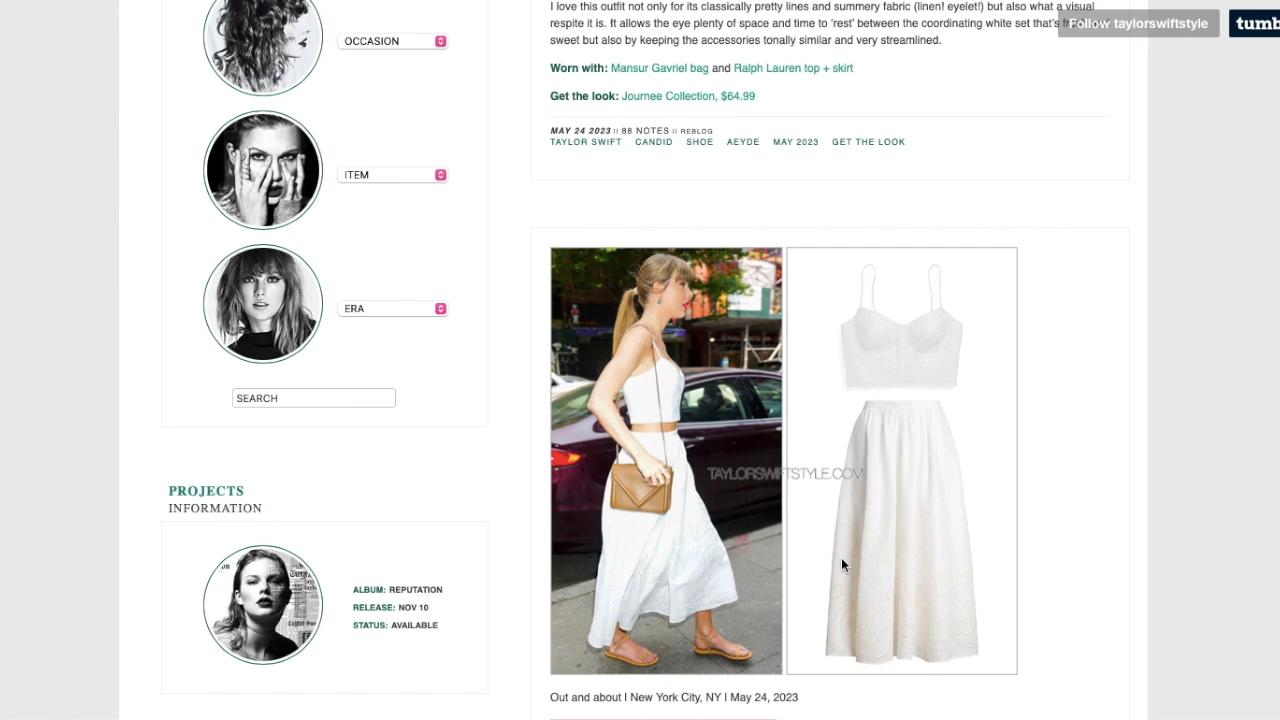 OCCASION
ITEM
ERA
SEARCH
PROJECTS
INFORMATION
ALBUM: REPUTATION
RELEASE: NOV 10
STATUS: AVAILABLE
I love this outfit not only for its classically pretty lines and summery fabric (linen! eyelet!) but also what a visual
respite it is. It allows the eye plenty of space and time to 'rest' between the coordinating white set that's
sweet but also by keeping the accessories tonally similar and very streamlined.
Follow taylorswiftstyle
Worn with: Mansur Gavriel bag and Ralph Lauren top + skirt
Get the look: Journee Collection, $64.99
MAY 24 2023 || 88 NOTES || REBLOG
TAYLOR SWIFT CANDID SHOE AEYDE MAY 2023 GET THE LOOK
TAYLORSWIFTSTYLE.COM
Out and about I New York City, NY I May 24, 2023